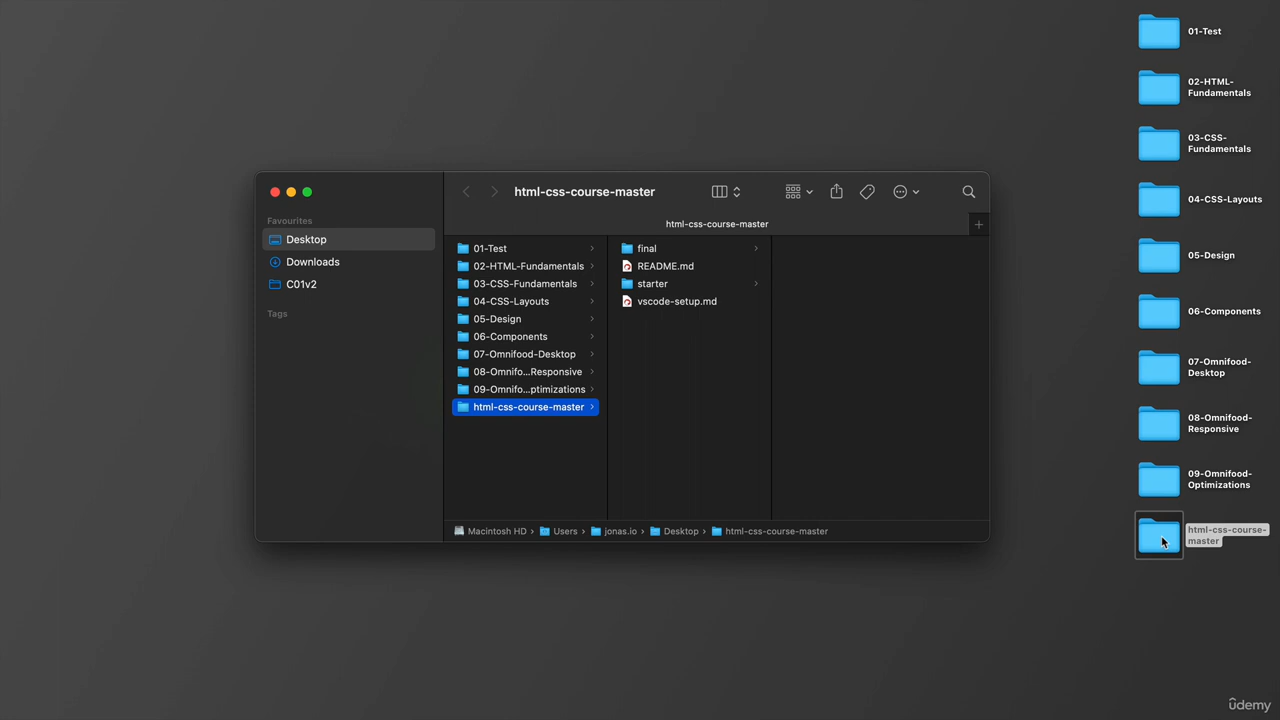 html-css-course-master
html-css-course-master
Favourites
Desktop
Downloads
C01v2
Tags
01-Test
02-HTML-Fundamentals
03-CSS-Fundamentals
04-CSS-Layouts
05-Design
06-Components
07-Omnifood-Desktop
08-Omnifo...Responsive
09-Omnifo...ptimizations
html-css-course-master
final
README.md
starter
vscode-setup.md
Macintosh HD › Users › jonas.io › Desktop › html-css-course-master
01-Test
02-HTML-
Fundamentals
03-CSS-
Fundamentals
04-CSS-Layouts
05-Design
06-Components
07-Omnifood-
Desktop
08-Omnifood-
Responsive
09-Omnifood-
Optimizations
html-css-course-
master
ûdemy